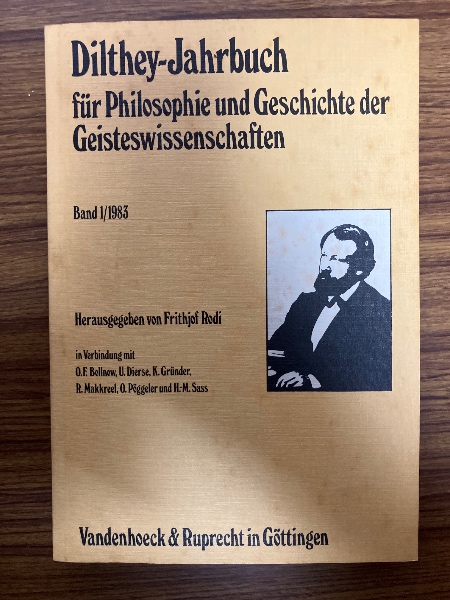 Dilthey-Jahrbuch
für Philosophie und Geschichte der
Geisteswissenschaften
Band 1/1983
Herausgegeben von Frithjof Rodi
in Verbindung mit
O.F. Bollnow, U. Dierse, K. Gründer,
R. Makkreel, O. Pöggeler und H.-M. Sass
Vandenhoeck & Ruprecht in Göttingen